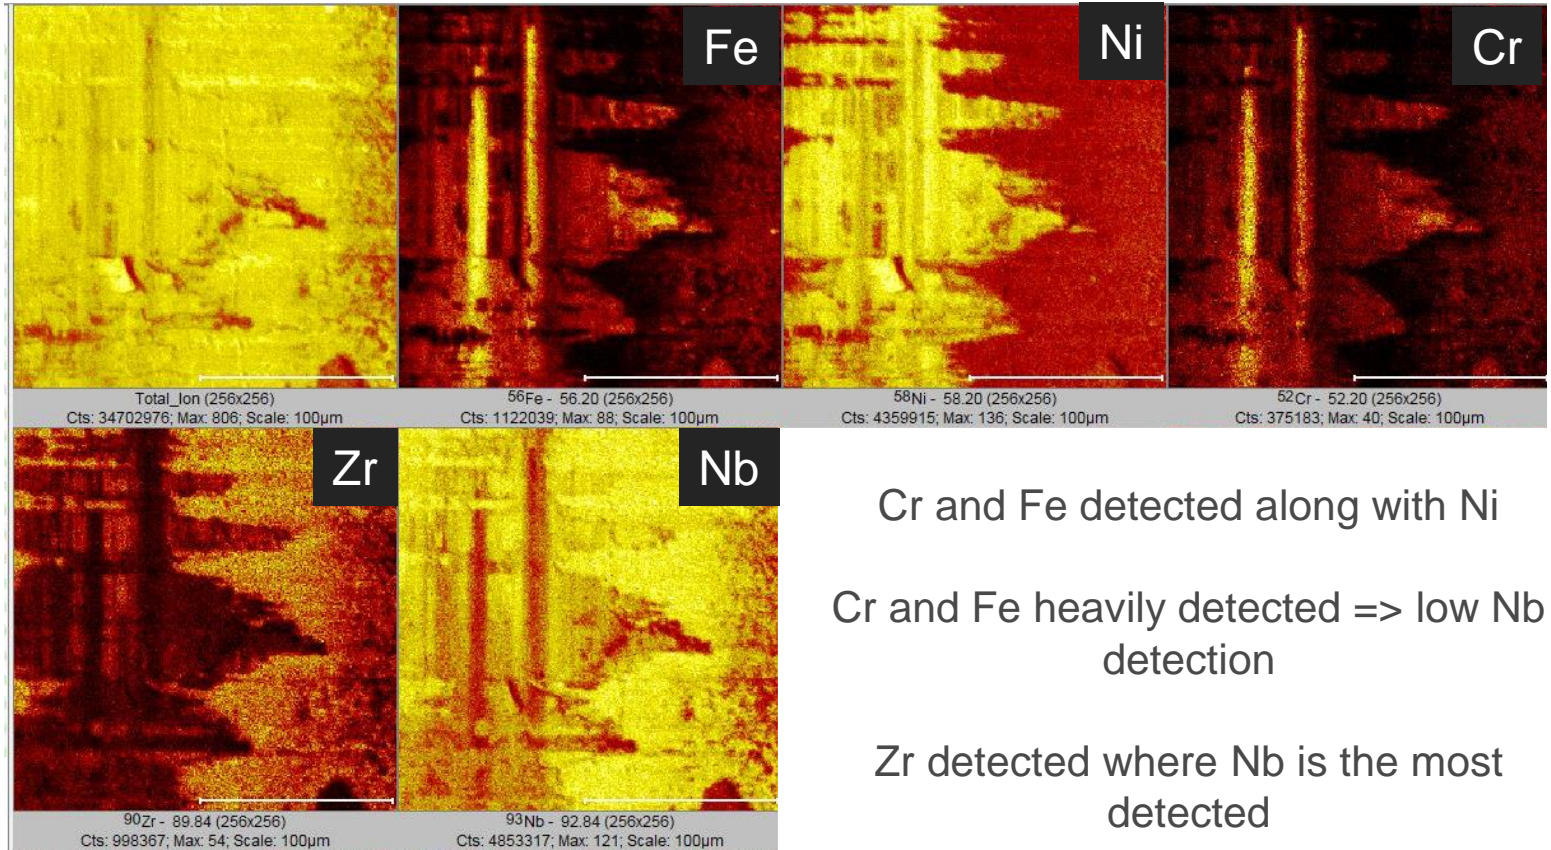 Fe
Ni
Cr
Total_Ion (256x256)
Cts: 34702976; Max: 806; Scale: 100μm
56Fe - 56.20 (256x256)
Cts: 1122039; Max: 88; Scale: 100μm
58Ni - 58.20 (256x256)
Cts: 4359915; Max: 136; Scale: 100μm
52Cr - 52.20 (256x256)
Cts: 375183; Max: 40; Scale: 100μm
Zr
Nb
90Zr - 89.84 (256x256)
Cts: 998367; Max: 54; Scale: 100μm
93Nb - 92.84 (256x256)
Cts: 4853317; Max: 121; Scale: 100μm
Cr and Fe detected along with Ni
Cr and Fe heavily detected => low Nb
detection
Zr detected where Nb is the most
detected